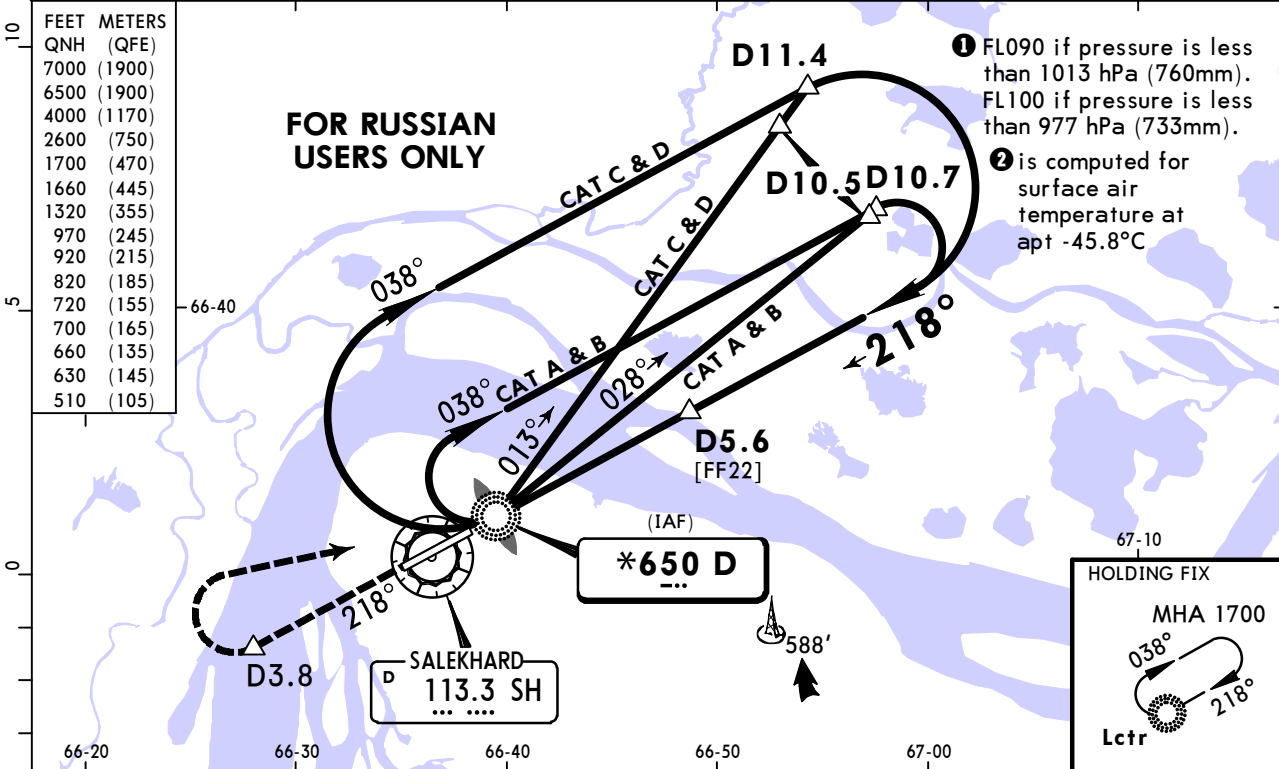 FEET METERS
QNH (QFE)
7000 (1900)
6500 (1900)
4000 (1170)
2600 (750)
1700 (470)
1660 (445)
1320 (355)
970 (245)
920 (215)
820 (185)
720 (155)
700 (165)
660 (135)
630 (145)
510 (105)
10
5
0
FOR RUSSIAN
USERS ONLY
D11.4
❶ FL090 if pressure is less
than 1013 hPa (760mm).
FL100 if pressure is less
than 977 hPa (733mm).
❷ is computed for
surface air
temperature at
apt -45.8°C
CAT C & D
CAT C & D
D10.5
D10.7
038°
66-40
CAT A & B
CAT A & B
038°
013°
028°
218°
D5.6
[FF22]
(IAF)
*650 D
218°
D3.8
SALEKHARD
D
113.3 SH
588'
67-10
HOLDING FIX
MHA 1700
038°
218°
Lctr
66-20
66-30
66-40
66-50
67-00